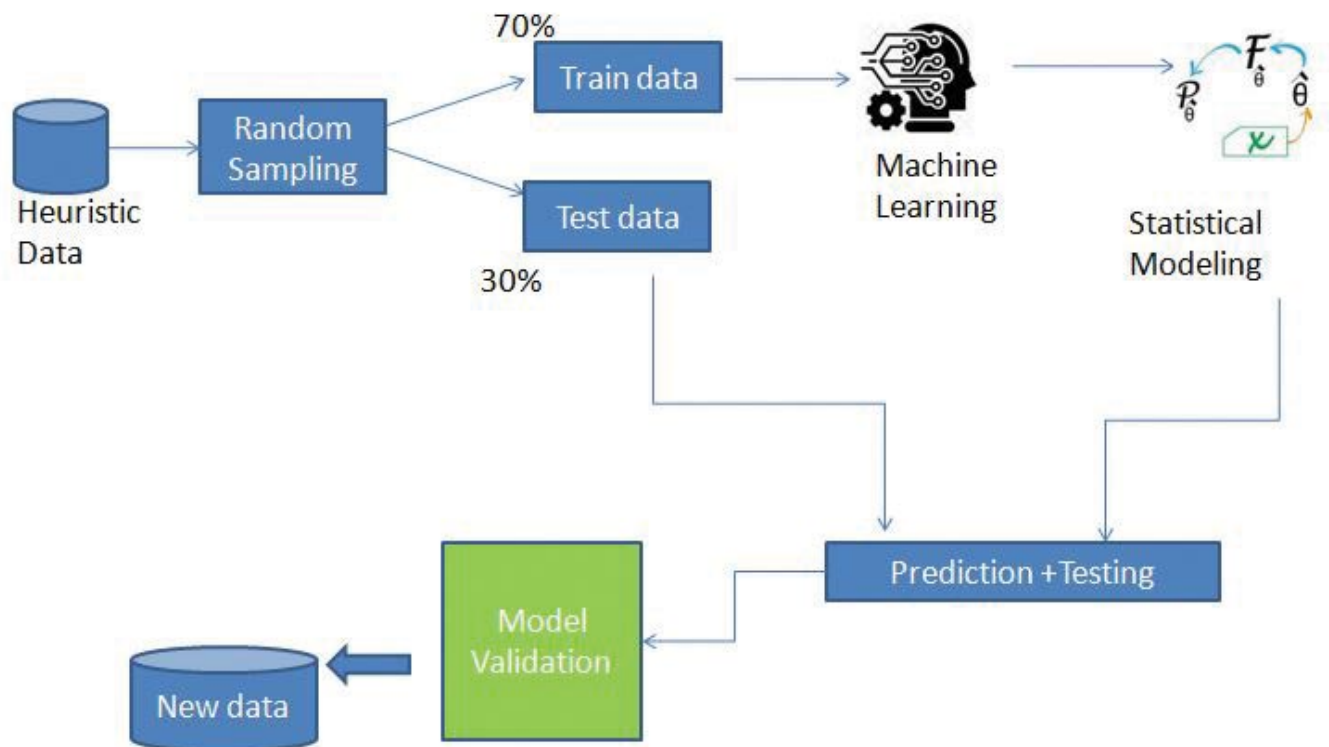 70%
Train data
Random
Sampling
Heuristic
Data
Test data
30%
Machine
Learning
F
θ̂
P
θ̂
θ̂
x
Statistical
Modeling
Prediction +Testing
Model
Validation
New data